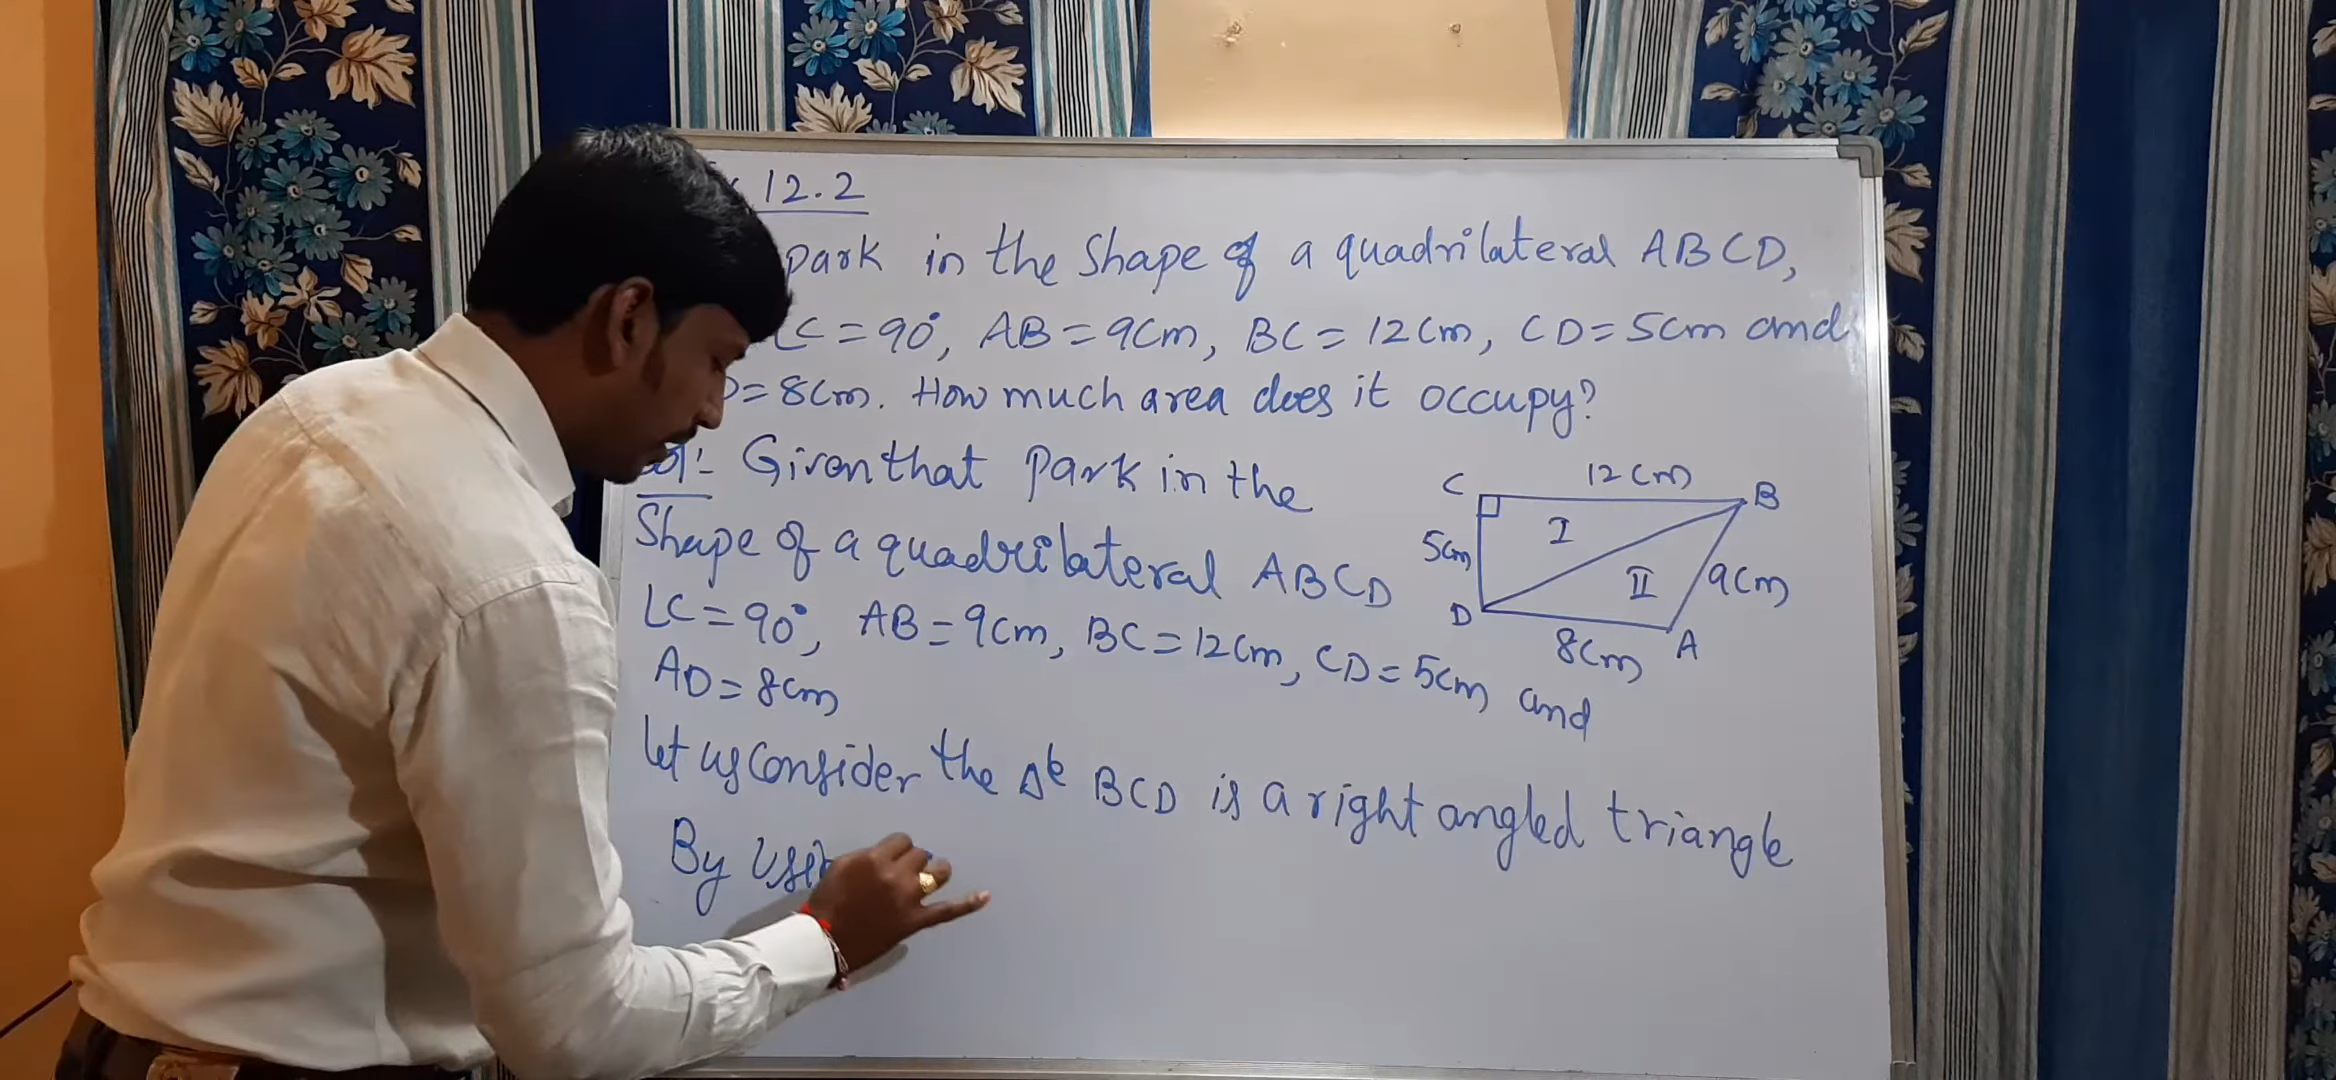 12.2
park in the shape of a quadrilateral ABCD,
∠C = 90°, AB = 9cm, BC = 12cm, CD = 5cm and
D = 8cm. How much area does it occupy?
Given that park in the
shape of a quadrilateral ABCD
∠C = 90°, AB = 9cm, BC = 12cm, CD = 5cm and
AD = 8cm
let us consider the Δle BCD is a right angled triangle
By usin
12cm
C
B
I
5cm
II
9cm
D
8cm
A